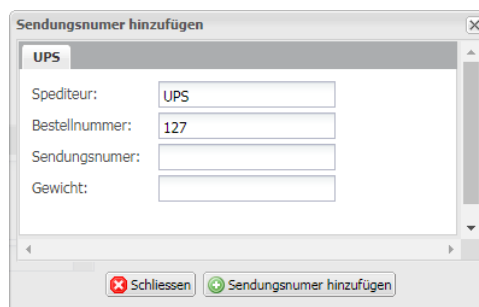 Sendungsnumer hinzufügen
UPS
Spediteur: UPS
Bestellnummer: 127
Sendungsnumer:
Gewicht:
Schliessen Sendungsnumer hinzufügen